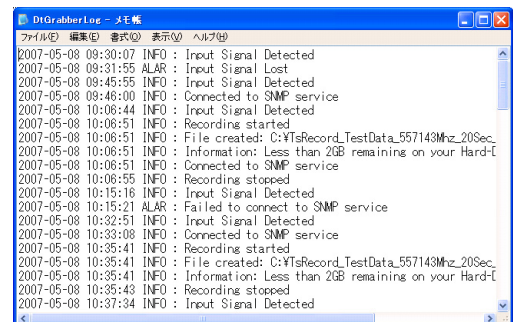 DtGrabberLog - メモ帳
ファイル(F) 編集(E) 書式(O) 表示(V) ヘルプ(H)
2007-05-08 09:30:07 INFO : Input Signal Detected
2007-05-08 09:31:55 ALAR : Input Signal Lost
2007-05-08 09:45:55 INFO : Input Signal Detected
2007-05-08 09:46:00 INFO : Connected to SNMP service
2007-05-08 10:06:44 INFO : Input Signal Detected
2007-05-08 10:06:51 INFO : Recording started
2007-05-08 10:06:51 INFO : File created: C:¥TsRecord_TestData_557143Mhz_20Sec_
2007-05-08 10:06:51 INFO : Information: Less than 2GB remaining on your Hard-D
2007-05-08 10:06:51 INFO : Connected to SNMP service
2007-05-08 10:06:55 INFO : Recording stopped
2007-05-08 10:15:16 INFO : Input Signal Detected
2007-05-08 10:15:21 ALAR : Failed to connect to SNMP service
2007-05-08 10:32:51 INFO : Input Signal Detected
2007-05-08 10:33:08 INFO : Connected to SNMP service
2007-05-08 10:35:41 INFO : Recording started
2007-05-08 10:35:41 INFO : File created: C:¥TsRecord_TestData_557143Mhz_20Sec_
2007-05-08 10:35:41 INFO : Information: Less than 2GB remaining on your Hard-D
2007-05-08 10:35:43 INFO : Recording stopped
2007-05-08 10:37:34 INFO : Input Signal Detected